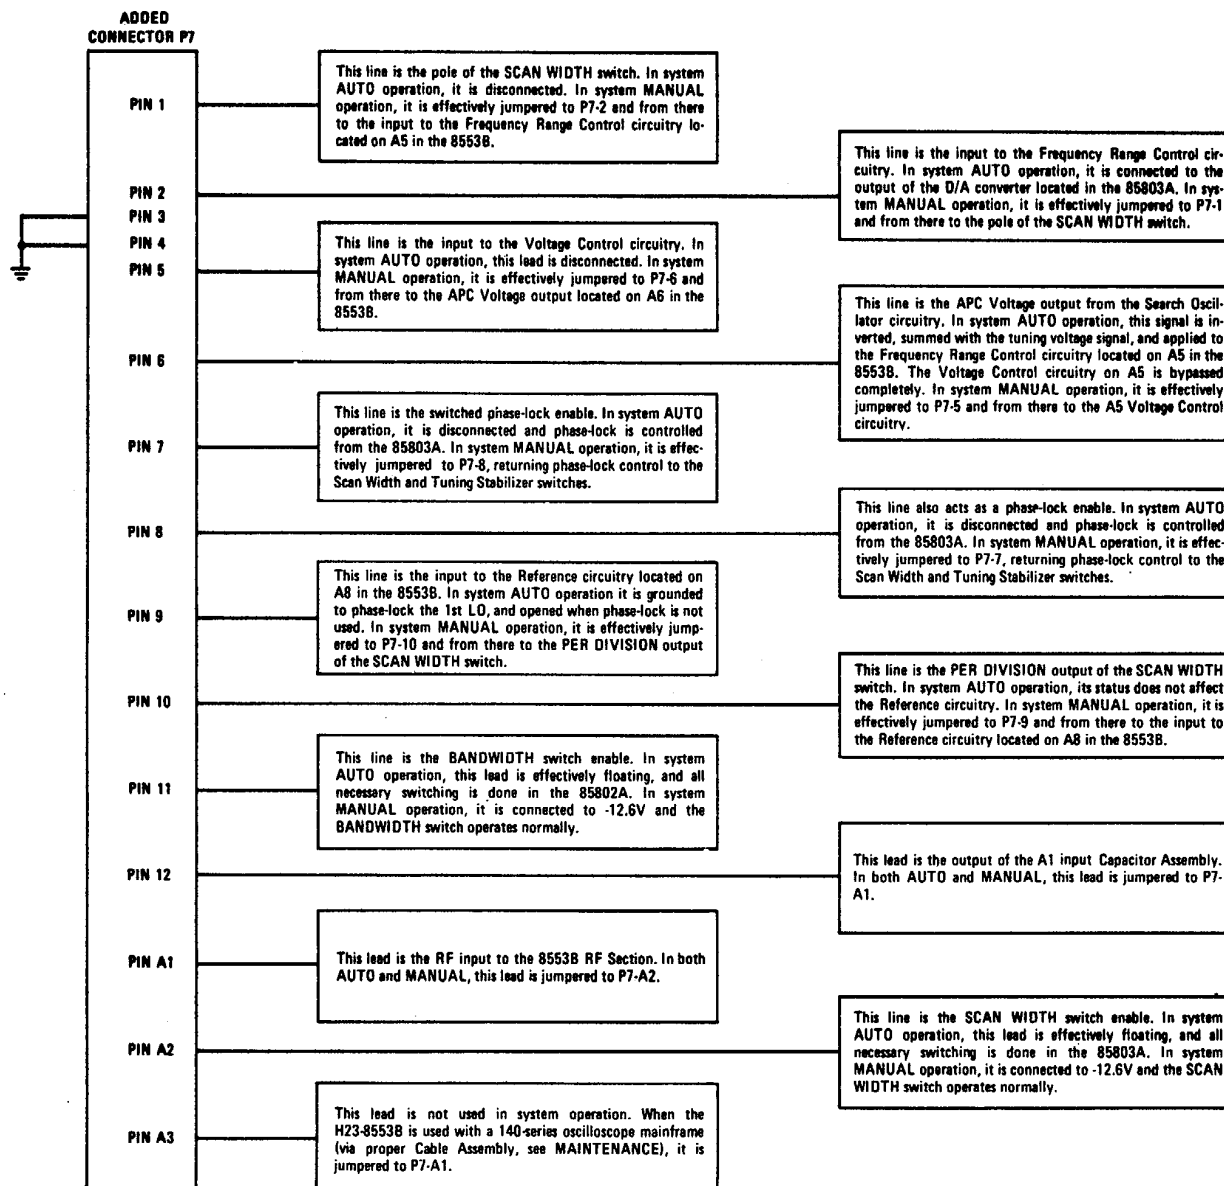 ADDED
CONNECTOR P7
PIN 1
This line is the pole of the SCAN WIDTH switch. In system
AUTO operation, it is disconnected. In system MANUAL
operation, it is effectively jumpered to P7-2 and from there
to the input to the Frequency Range Control circuitry lo-
cated on A5 in the 8553B.
PIN 2
This line is the input to the Frequency Range Control cir-
cuitry. In system AUTO operation, it is connected to the
output of the D/A converter located in the 85803A. In sys-
tem MANUAL operation, it is effectively jumpered to P7-1
and from there to the pole of the SCAN WIDTH switch.
PIN 3
PIN 4
PIN 5
This line is the input to the Voltage Control circuitry. In
system AUTO operation, this lead is disconnected. In system
MANUAL operation, it is effectively jumpered to P7-6 and
from there to the APC Voltage output located on A6 in the
8553B.
PIN 6
This line is the APC Voltage output from the Search Oscil-
lator circuitry. In system AUTO operation, this signal is in-
verted, summed with the tuning voltage signal, and applied to
the Frequency Range Control circuitry located on A5 in the
8553B. The Voltage Control circuitry on A5 is bypassed
completely. In system MANUAL operation, it is effectively
jumpered to P7-5 and from there to the A5 Voltage Control
circuitry.
PIN 7
This line is the switched phase-lock enable. In system AUTO
operation, it is disconnected and phase-lock is controlled
from the 85803A. In system MANUAL operation, it is effec-
tively jumpered to P7-8, returning phase-lock control to the
Scan Width and Tuning Stabilizer switches.
PIN 8
This line also acts as a phase-lock enable. In system AUTO
operation, it is disconnected and phase-lock is controlled
from the 85803A. In system MANUAL operation, it is effec-
tively jumpered to P7-7, returning phase-lock control to the
Scan Width and Tuning Stabilizer switches.
PIN 9
This line is the input to the Reference circuitry located on
A8 in the 8553B. In system AUTO operation it is grounded
to phase-lock the 1st LO, and opened when phase-lock is not
used. In system MANUAL operation, it is effectively jump-
ered to P7-10 and from there to the PER DIVISION output
of the SCAN WIDTH switch.
PIN 10
This line is the PER DIVISION output of the SCAN WIDTH
switch. In system AUTO operation, its status does not affect
the Reference circuitry. In system MANUAL operation, it is
effectively jumpered to P7-9 and from there to the input to
the Reference circuitry located on A8 in the 8553B.
PIN 11
This line is the BANDWIDTH switch enable. In system
AUTO operation, this lead is effectively floating, and all
necessary switching is done in the 85802A. In system
MANUAL operation, it is connected to -12.6V and the
BANDWIDTH switch operates normally.
PIN 12
This lead is the output of the A1 input Capacitor Assembly.
In both AUTO and MANUAL, this lead is jumpered to P7-
A1.
PIN A1
This lead is the RF input to the 8553B RF Section. In both
AUTO and MANUAL, this lead is jumpered to P7-A2.
PIN A2
This line is the SCAN WIDTH switch enable. In system
AUTO operation, this lead is effectively floating, and all
necessary switching is done in the 85803A. In system
MANUAL operation, it is connected to -12.6V and the SCAN
WIDTH switch operates normally.
PIN A3
This lead is not used in system operation. When the
H23-8553B is used with a 140-series oscilloscope mainframe
(via proper Cable Assembly, see MAINTENANCE), it is
jumpered to P7-A1.